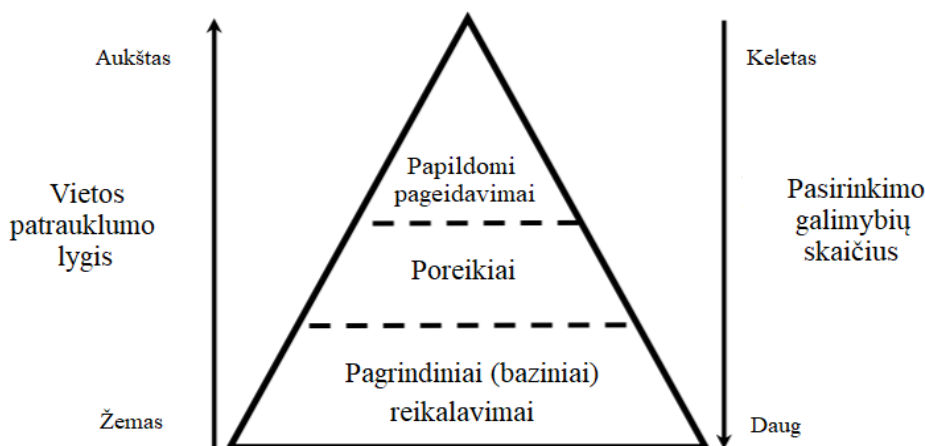 Aukštas
Keletas
Papildomi
pageidavimai
Vietos
patrauklumo
lygis
Pasirinkimo
galimybių
skaičius
Poreikiai
Pagrindiniai (baziniai)
reikalavimai
Žemas
Daug